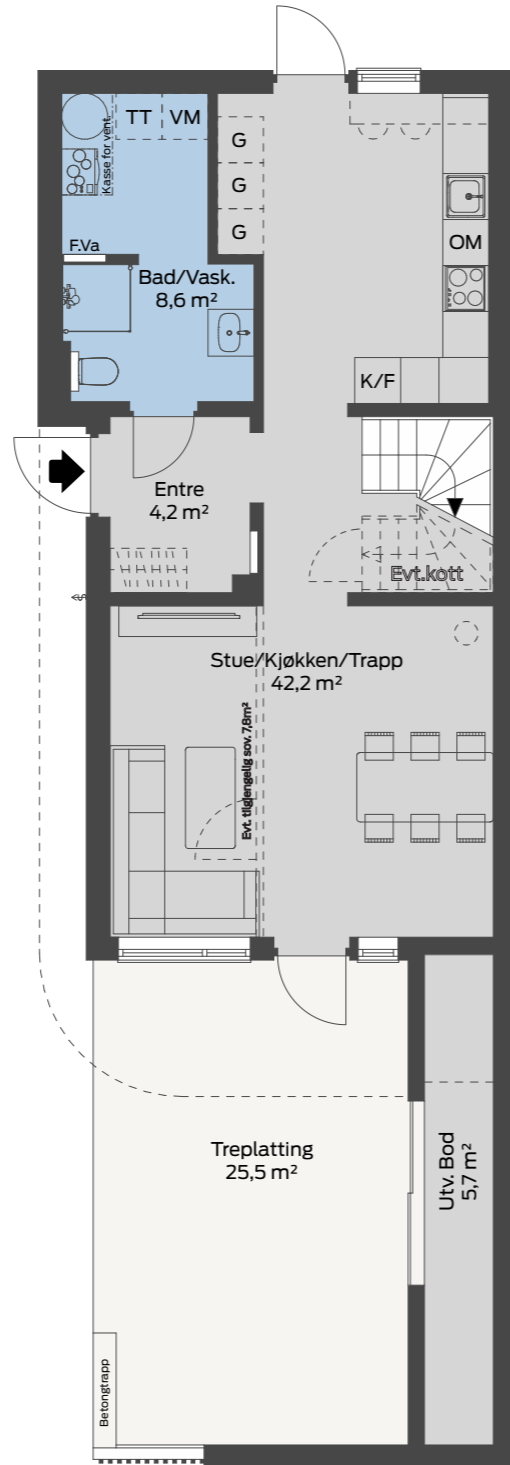 TT VM
Kasse for vent.
G
G
G
OM
F.Va
Bad/Vask.
8,6 m²
K/F
Entre
4,2 m²
Evt.kott
Stue/Kjøkken/Trapp
42,2 m²
Evt. tilgjengelig sov. 7,8m²
Treplatting
25,5 m²
Utv. Bod
5,7 m²
Betongtrapp